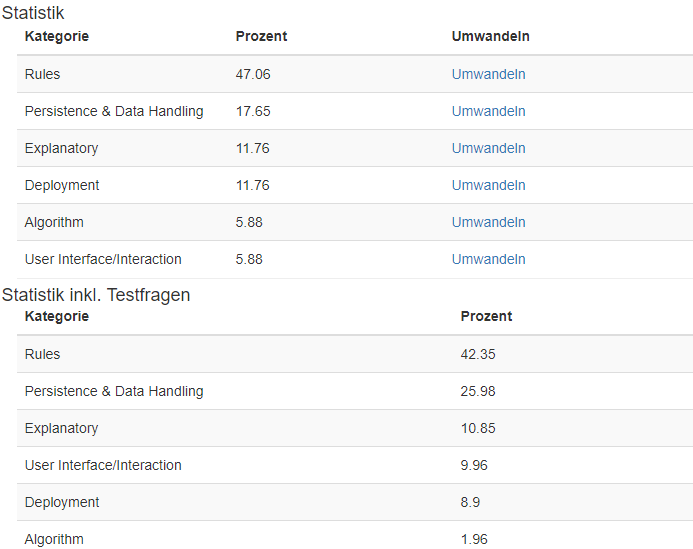 Statistik
Kategorie Prozent Umwandeln
Rules 47.06 Umwandeln
Persistence & Data Handling 17.65 Umwandeln
Explanatory 11.76 Umwandeln
Deployment 11.76 Umwandeln
Algorithm 5.88 Umwandeln
User Interface/Interaction 5.88 Umwandeln
Statistik inkl. Testfragen
Kategorie Prozent
Rules 42.35
Persistence & Data Handling 25.98
Explanatory 10.85
User Interface/Interaction 9.96
Deployment 8.9
Algorithm 1.96